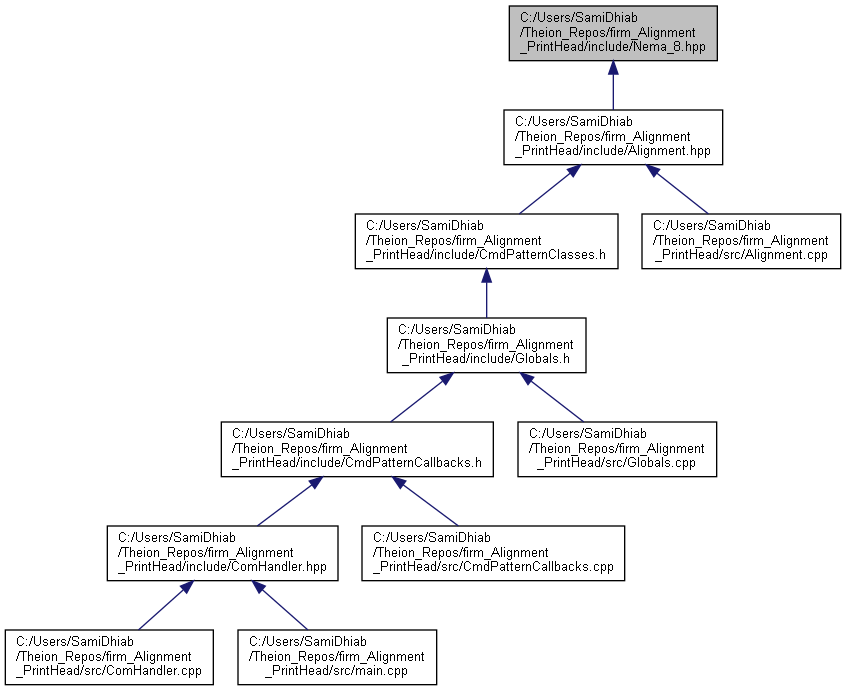 C:/Users/SamiDhiab
/Theion_Repos/firm_Alignment
_PrintHead/include/Nema_8.hpp
C:/Users/SamiDhiab
/Theion_Repos/firm_Alignment
_PrintHead/include/Alignment.hpp
C:/Users/SamiDhiab
/Theion_Repos/firm_Alignment
_PrintHead/include/CmdPatternClasses.h
C:/Users/SamiDhiab
/Theion_Repos/firm_Alignment
_PrintHead/src/Alignment.cpp
C:/Users/SamiDhiab
/Theion_Repos/firm_Alignment
_PrintHead/include/Globals.h
C:/Users/SamiDhiab
/Theion_Repos/firm_Alignment
_PrintHead/include/CmdPatternCallbacks.h
C:/Users/SamiDhiab
/Theion_Repos/firm_Alignment
_PrintHead/src/Globals.cpp
C:/Users/SamiDhiab
/Theion_Repos/firm_Alignment
_PrintHead/include/ComHandler.hpp
C:/Users/SamiDhiab
/Theion_Repos/firm_Alignment
_PrintHead/src/CmdPatternCallbacks.cpp
C:/Users/SamiDhiab
/Theion_Repos/firm_Alignment
_PrintHead/src/ComHandler.cpp
C:/Users/SamiDhiab
/Theion_Repos/firm_Alignment
_PrintHead/src/main.cpp